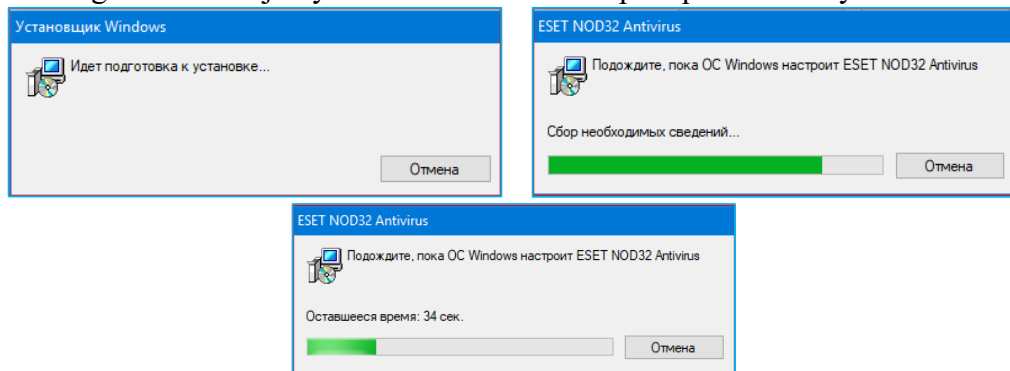 Установщик Windows
Идет подготовка к установке...
Отмена
ESET NOD32 Antivirus
Подождите, пока ОС Windows настроит ESET NOD32 Antivirus
Сбор необходимых сведений...
Отмена
ESET NOD32 Antivirus
Подождите, пока ОС Windows настроит ESET NOD32 Antivirus
Оставшееся время: 34 сек.
Отмена